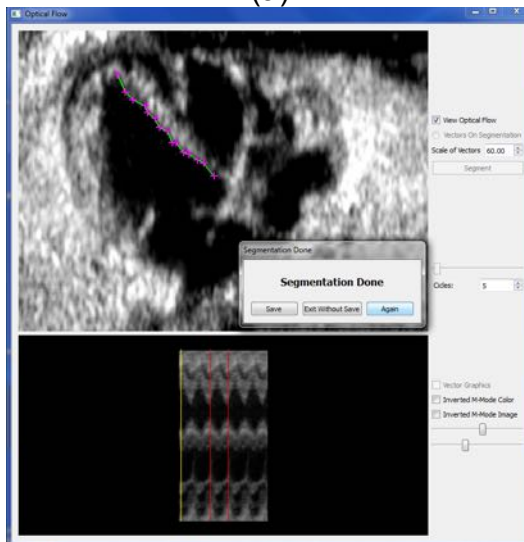 Optical Flow
View Optical Flow
Vectors On Segmentation
Scale of Vectors 60.00
Segment
Segmentation Done
Segmentation Done
Save Exit Without Save Again
Cicles: 5
Vector Graphics
Inverted M-Mode Color
Inverted M-Mode Image